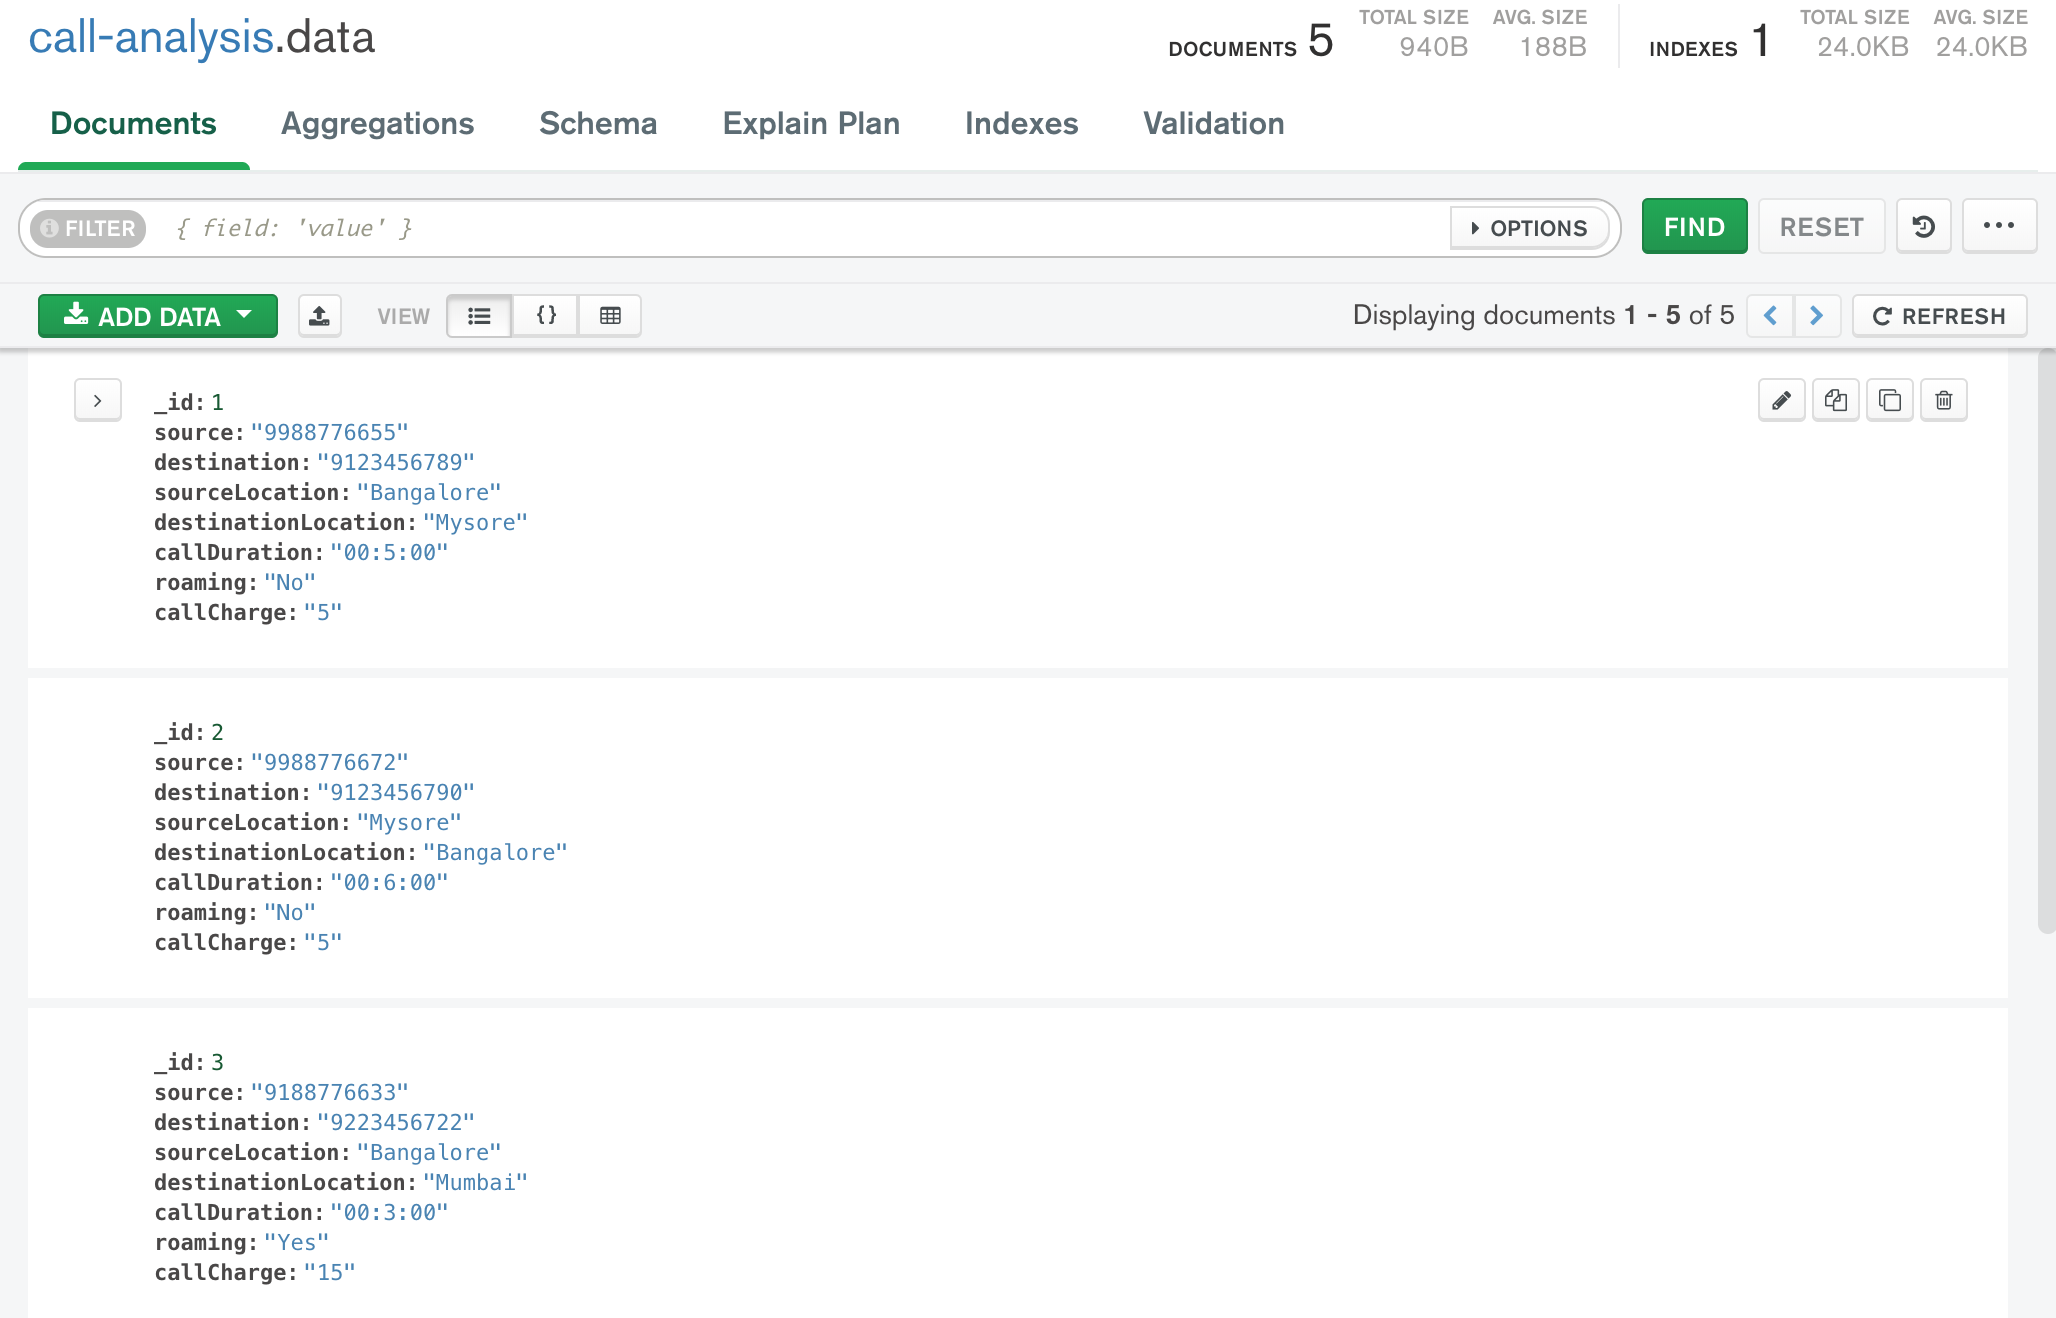 call-analysis.data
DOCUMENTS 5 TOTAL SIZE 940B AVG. SIZE 188B INDEXES 1 TOTAL SIZE 24.0KB AVG. SIZE 24.0KB
Documents Aggregations Schema Explain Plan Indexes Validation
FILTER { field: 'value' } OPTIONS FIND RESET ...
ADD DATA VIEW {} Displaying documents 1 - 5 of 5 REFRESH
_id: 1
source: "9988776655"
destination: "9123456789"
sourceLocation: "Bangalore"
destinationLocation: "Mysore"
callDuration: "00:5:00"
roaming: "No"
callCharge: "5"
_id: 2
source: "9988776672"
destination: "9123456790"
sourceLocation: "Mysore"
destinationLocation: "Bangalore"
callDuration: "00:6:00"
roaming: "No"
callCharge: "5"
_id: 3
source: "9188776633"
destination: "9223456722"
sourceLocation: "Bangalore"
destinationLocation: "Mumbai"
callDuration: "00:3:00"
roaming: "Yes"
callCharge: "15"